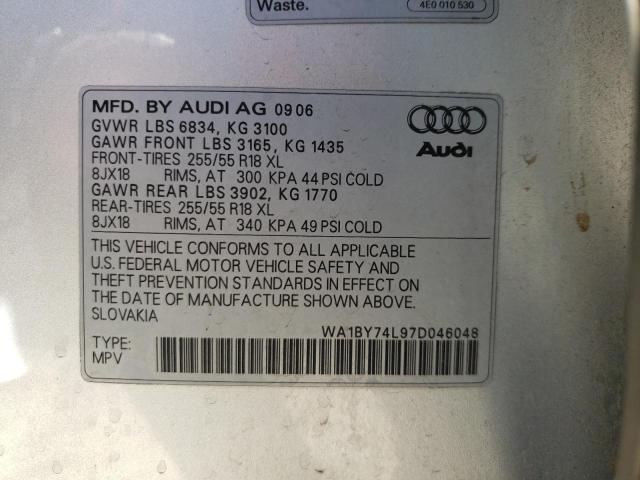 Waste.
4E0 010 530
MFD. BY AUDI AG 09 06
GVWR LBS 6834, KG 3100
GAWR FRONT LBS 3165, KG 1435
FRONT-TIRES 255/55 R18 XL
8JX18 RIMS, AT 300 KPA 44 PSI COLD
GAWR REAR LBS 3902, KG 1770
REAR-TIRES 255/55 R18 XL
8JX18 RIMS, AT 340 KPA 49 PSI COLD
Audi
THIS VEHICLE CONFORMS TO ALL APPLICABLE
U.S. FEDERAL MOTOR VEHICLE SAFETY AND
THEFT PREVENTION STANDARDS IN EFFECT ON
THE DATE OF MANUFACTURE SHOWN ABOVE.
SLOVAKIA
WA1BY74L97D046048
TYPE:
MPV